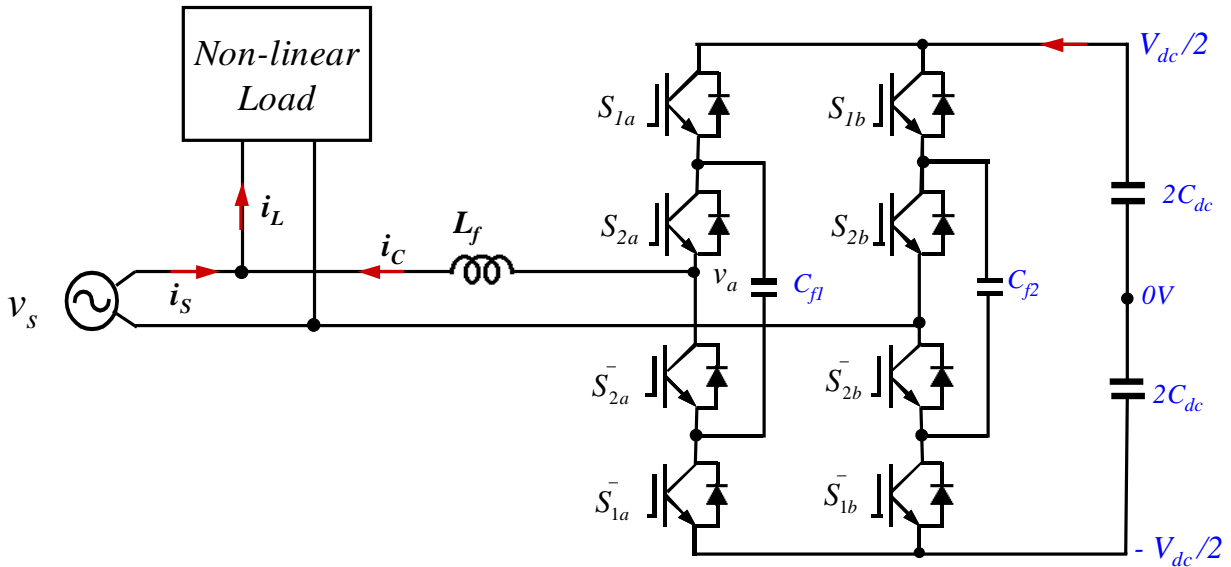 Non-linear
Load
V_dc/2
S_1a
S_1b
2C_dc
i_L
S_2a
S_2b
L_f
i_C
v_a
C_f1
C_f2
0V
i_S
v_s
S̄_2a
S̄_2b
2C_dc
S̄_1a
S̄_1b
- V_dc/2